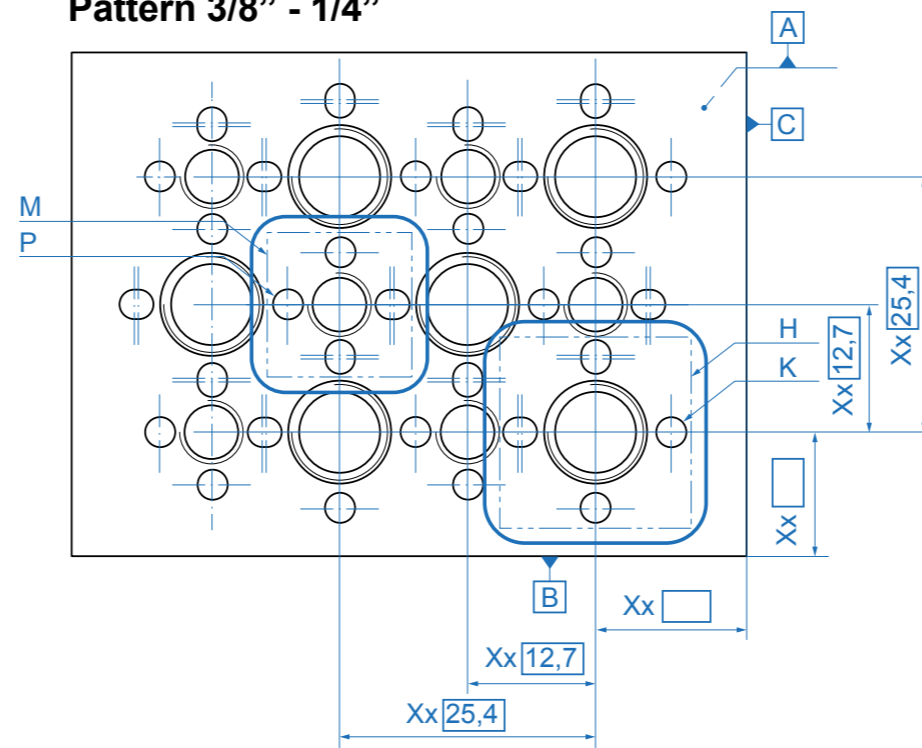 Pattern 3/8” - 1/4”
A
C
M
P
H
K
Xx 12,7
Xx 25,4
Xx
B
Xx
Xx 12,7
Xx 25,4